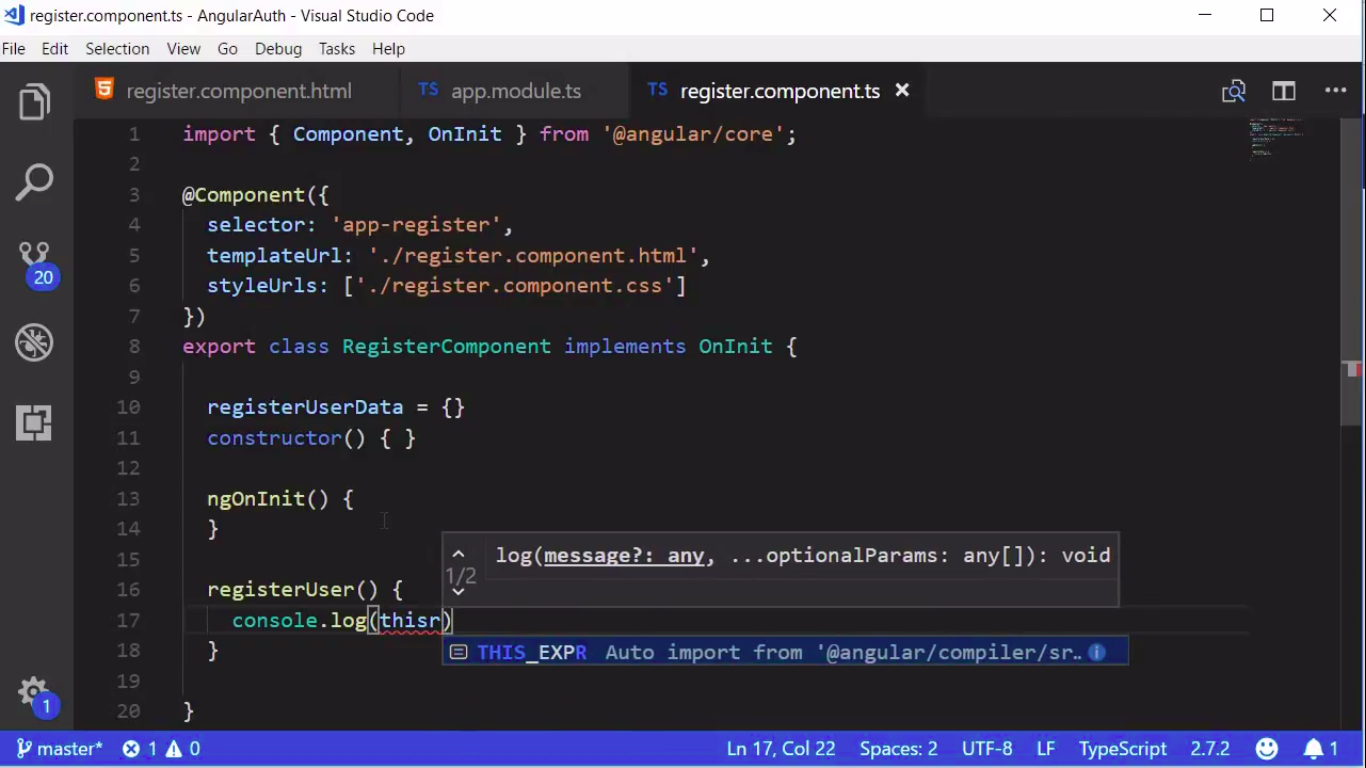 register.component.ts - AngularAuth - Visual Studio Code
File Edit Selection View Go Debug Tasks Help
register.component.html TS app.module.ts TS register.component.ts
1 import { Component, OnInit } from '@angular/core';
2
3 @Component({
4 selector: 'app-register',
5 templateUrl: './register.component.html',
6 styleUrls: ['./register.component.css']
7 })
8 export class RegisterComponent implements OnInit {
9
10 registerUserData = {}
11 constructor() { }
12
13 ngOnInit() {
14 }
15
log(message?: any, ...optionalParams: any[]): void
1/2
16 registerUser() {
17 console.log(thisr)
18 }
THIS_EXPR Auto import from '@angular/compiler/sr..
19
20 }
20
1
master* 1 0 Ln 17, Col 22 Spaces: 2 UTF-8 LF TypeScript 2.7.2 1